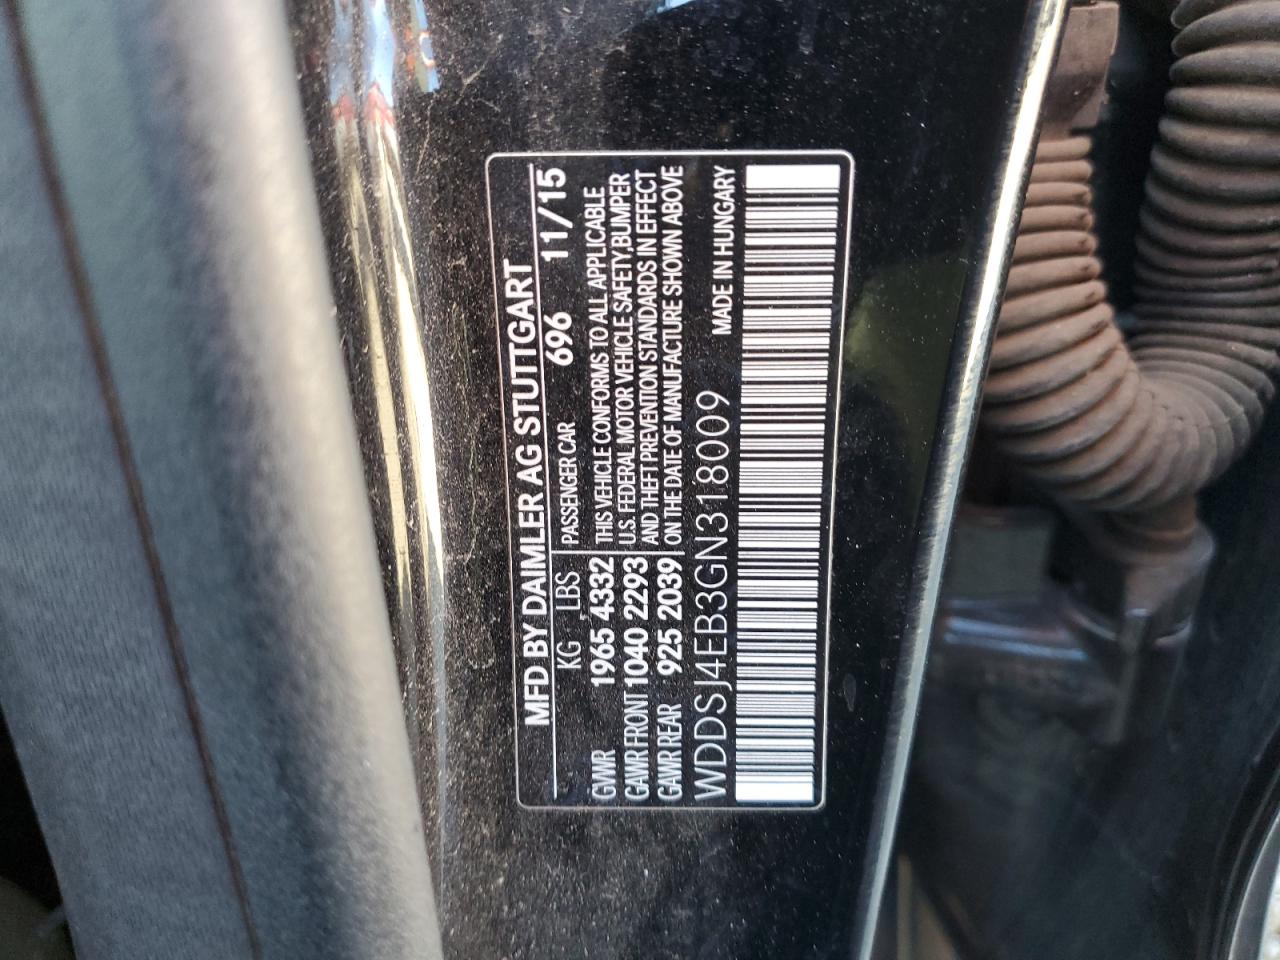 MFD BY DAIMLER AG STUTTGART
KG LBS PASSENGER CAR 696 11/15
GVWR 1965 4332 THIS VEHICLE CONFORMS TO ALL APPLICABLE
GAWR FRONT 1040 2293 U.S. FEDERAL MOTOR VEHICLE SAFETY,BUMPER
GAWR REAR 925 2039 AND THEFT PREVENTION STANDARDS IN EFFECT
ON THE DATE OF MANUFACTURE SHOWN ABOVE
WDDSJ4EB3GN318009 MADE IN HUNGARY